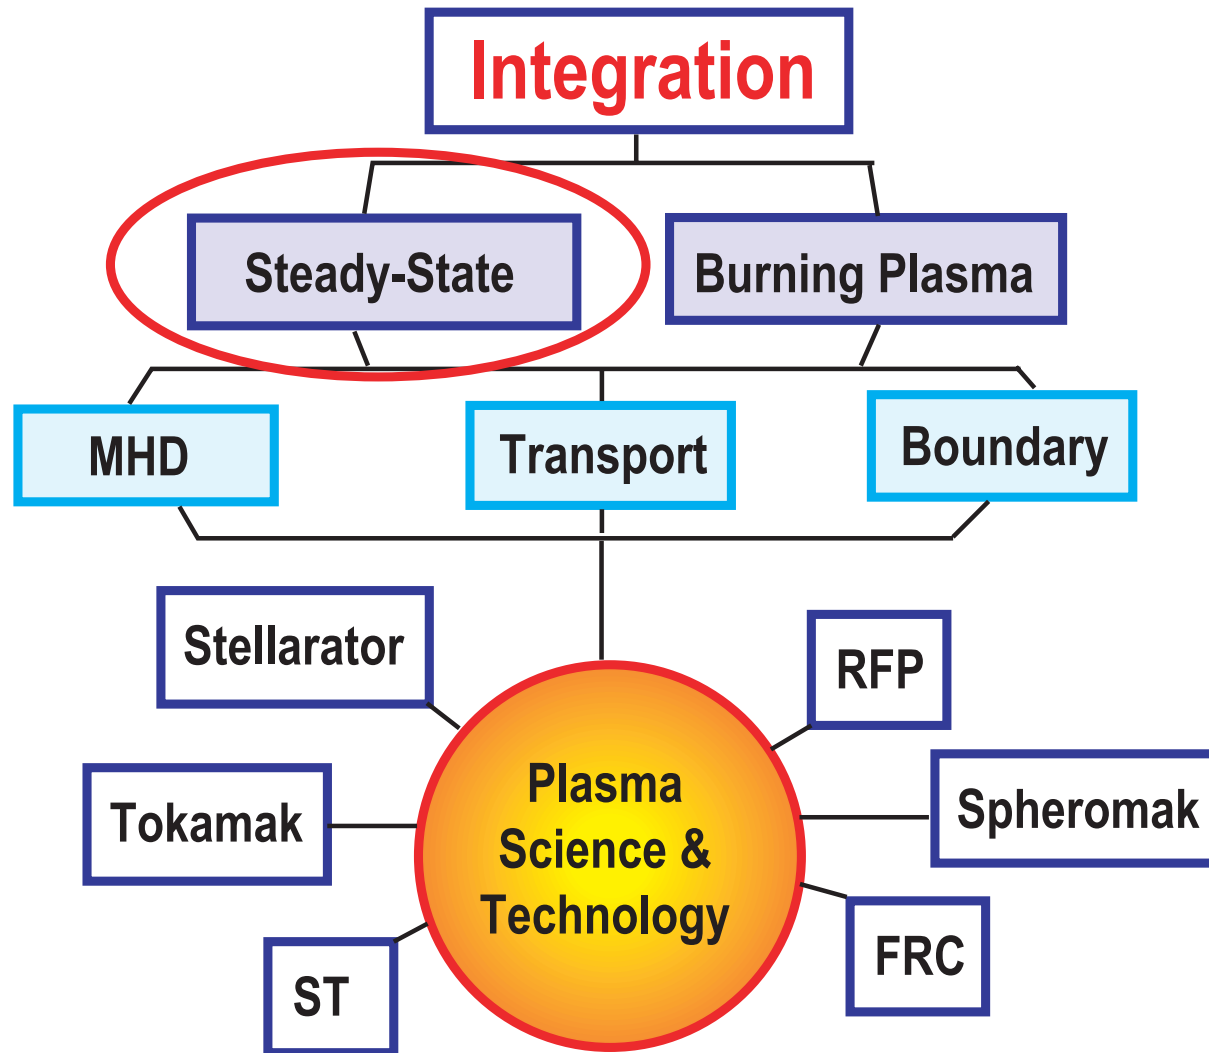 Integration
Steady-State
Burning Plasma
MHD
Transport
Boundary
Stellarator
RFP
Tokamak
Plasma
Science &
Technology
Spheromak
ST
FRC